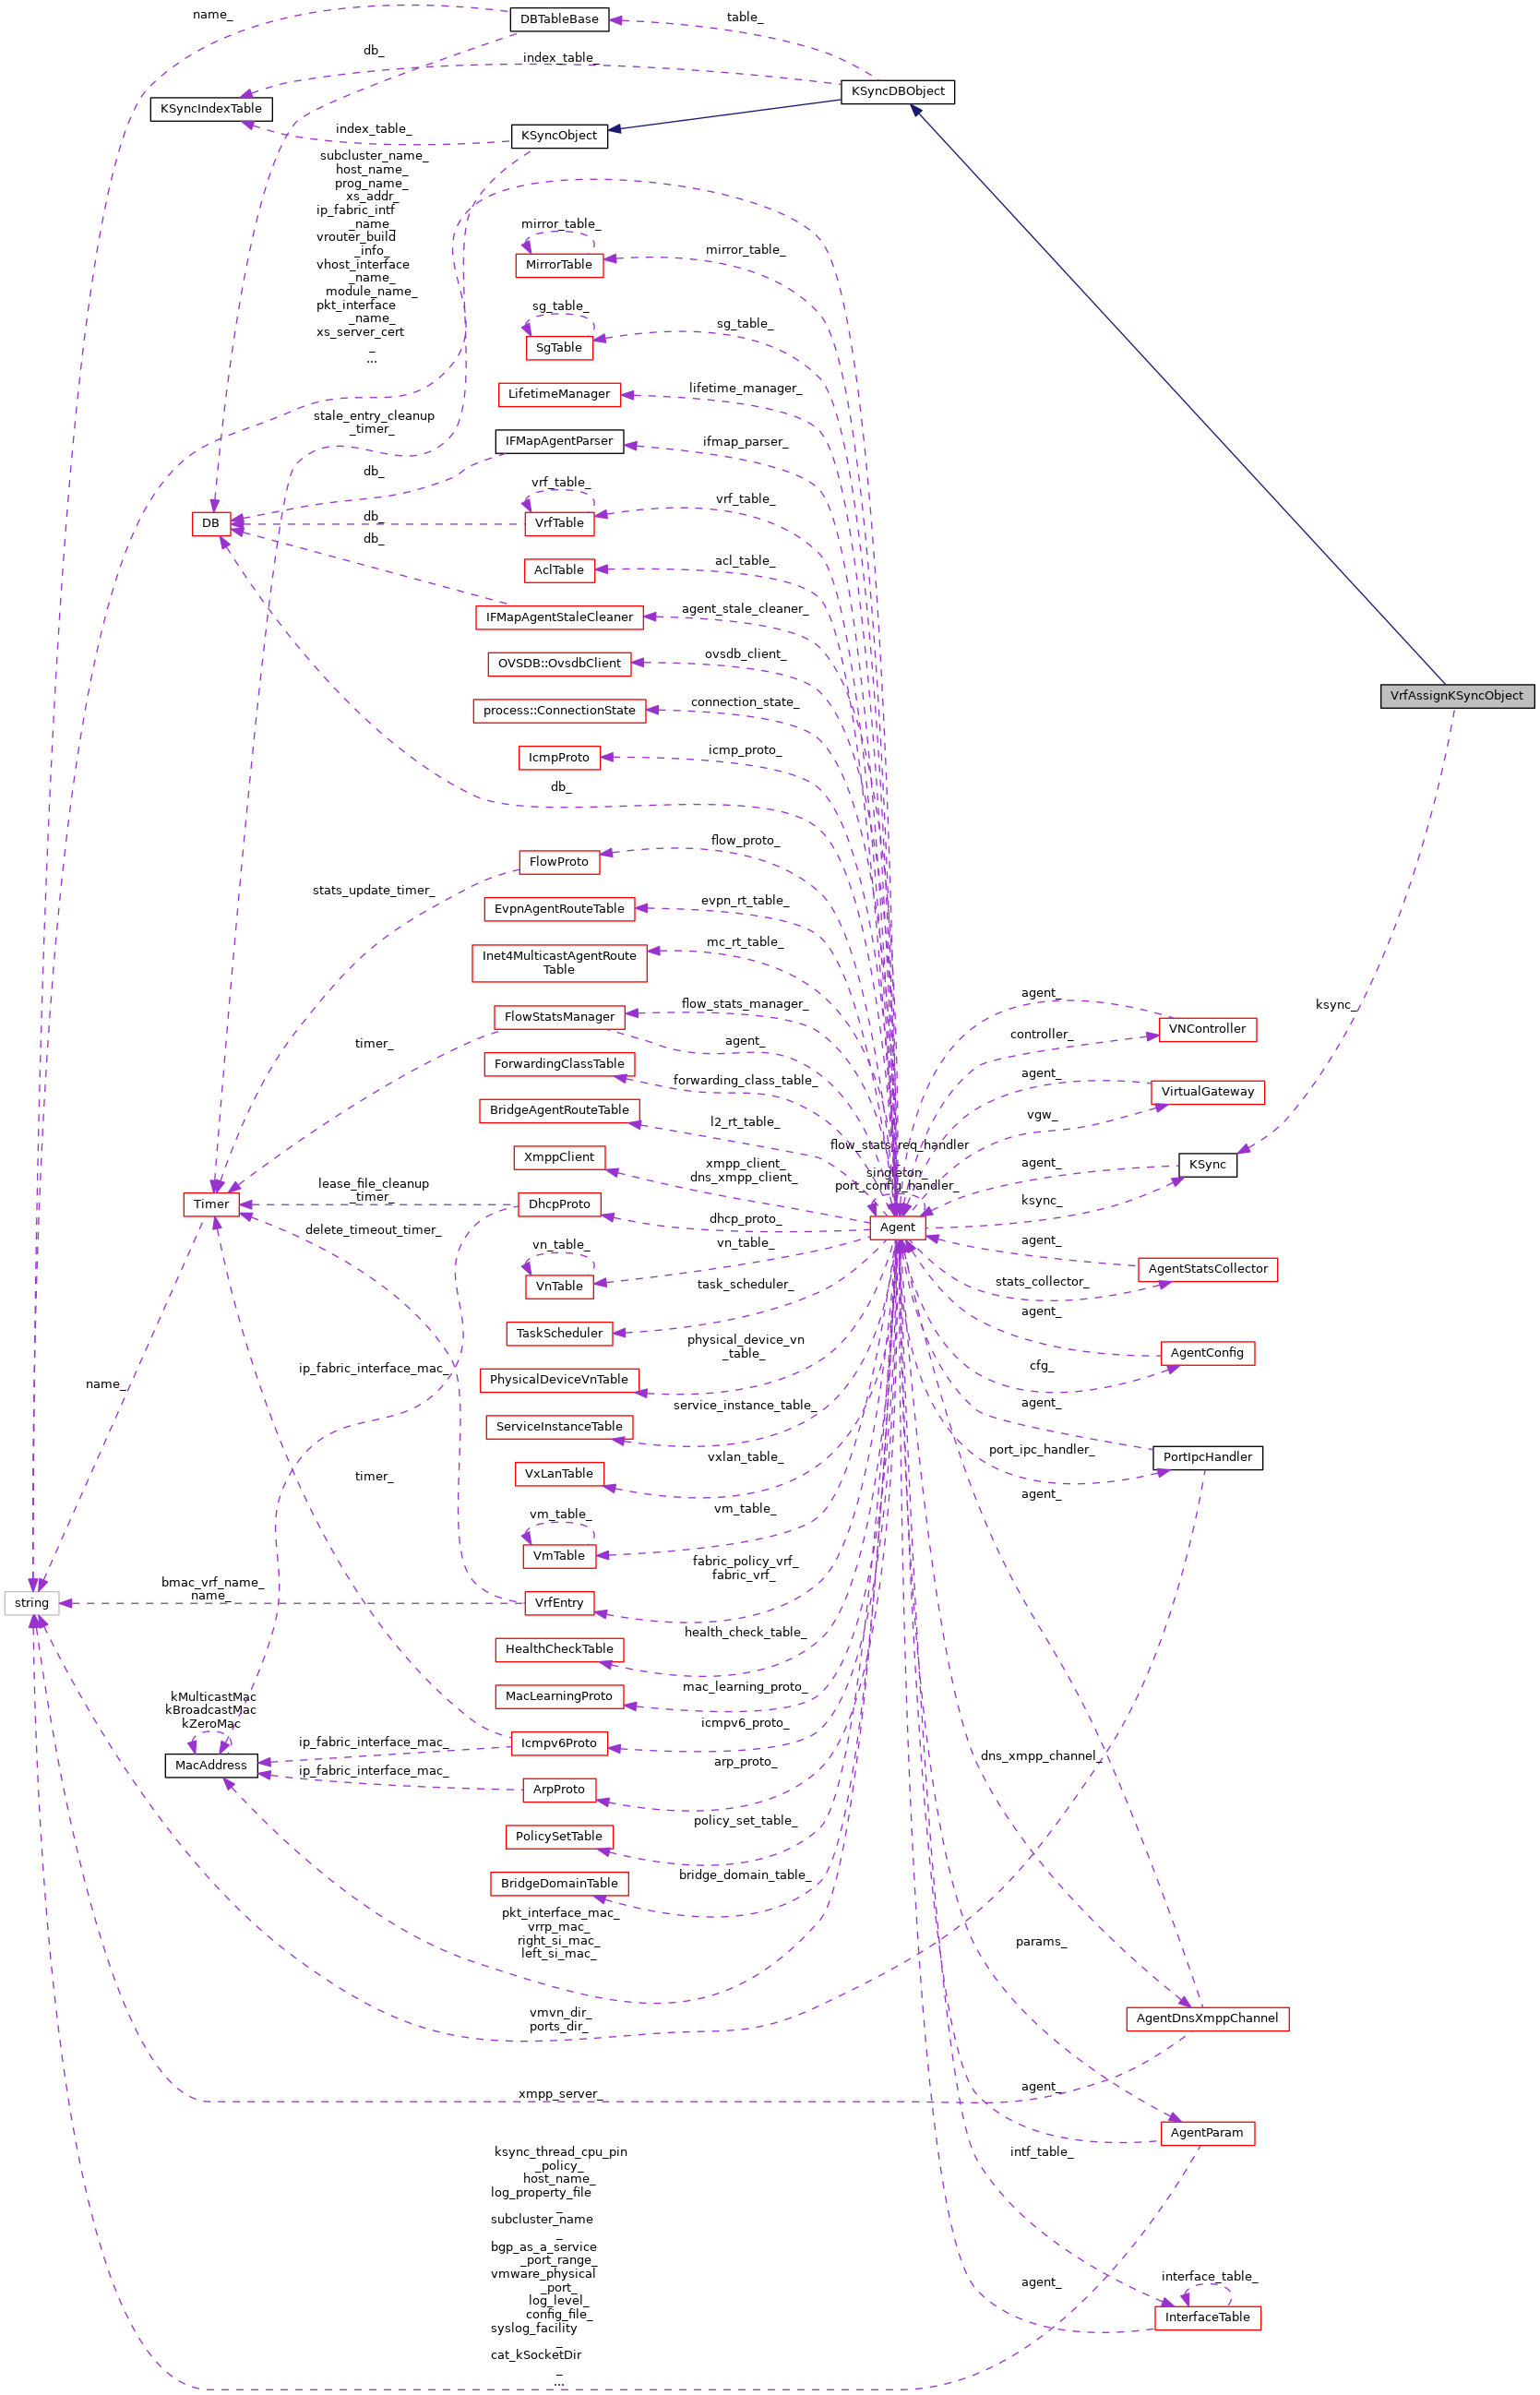 name_
DBTableBase
table_
db_
index_table_
KSyncDBObject
KSyncIndexTable
index_table_
KSyncObject
subcluster_name_
host_name_
prog_name_
xs_addr_
ip_fabric_intf
_name_
vrouter_build
_info_
vhost_interface
_name_
module_name_
pkt_interface
_name_
xs_server_cert
_
...
mirror_table_
mirror_table_
MirrorTable
sg_table_
sg_table_
SgTable
lifetime_manager_
LifetimeManager
stale_entry_cleanup
_timer_
IFMapAgentParser
ifmap_parser_
db_
vrf_table_
vrf_table_
DB
db_
VrfTable
db_
acl_table_
AclTable
agent_stale_cleaner_
IFMapAgentStaleCleaner
ovsdb_client_
OVSDB::OvsdbClient
VrfAssignKSyncObject
connection_state_
process::ConnectionState
icmp_proto_
IcmpProto
db_
flow_proto_
FlowProto
stats_update_timer_
evpn_rt_table_
EvpnAgentRouteTable
mc_rt_table_
Inet4MulticastAgentRoute
Table
agent_
flow_stats_manager_
ksync_
FlowStatsManager
VNController
timer_
agent_
controller_
ForwardingClassTable
forwarding_class_table_
agent_
VirtualGateway
BridgeAgentRouteTable
l2_rt_table_
vgw_
flow_stats_req_handler
XmppClient
xmpp_client_
dns_xmpp_client_
singleton_
port_config_handler_
agent_
KSync
lease_file_cleanup
_timer_
Timer
DhcpProto
ksync_
dhcp_proto_
Agent
delete_timeout_timer_
vn_table_
vn_table_
agent_
AgentStatsCollector
VnTable
task_scheduler_
stats_collector_
agent_
TaskScheduler
physical_device_vn
_table_
AgentConfig
ip_fabric_interface_mac_
cfg_
name_
PhysicalDeviceVnTable
service_instance_table_
agent_
ServiceInstanceTable
port_ipc_handler_
PortIpcHandler
vxlan_table_
VxLanTable
timer_
agent_
vm_table_
vm_table_
VmTable
fabric_policy_vrf_
fabric_vrf_
bmac_vrf_name_
name_
string
VrfEntry
health_check_table_
HealthCheckTable
mac_learning_proto_
MacLearningProto
kMulticastMac
kBroadcastMac
kZeroMac
icmpv6_proto_
ip_fabric_interface_mac_
Icmpv6Proto
dns_xmpp_channel_
arp_proto_
MacAddress
ip_fabric_interface_mac_
ArpProto
policy_set_table_
PolicySetTable
bridge_domain_table_
BridgeDomainTable
pkt_interface_mac_
vrrp_mac_
right_si_mac_
left_si_mac_
params_
vmvn_dir_
ports_dir_
AgentDnsXmppChannel
agent_
xmpp_server_
AgentParam
intf_table_
ksync_thread_cpu_pin
_policy_
host_name_
log_property_file
_
subcluster_name
_
bgp_as_a_service
_port_range_
vmware_physical
_port_
log_level_
config_file_
syslog_facility
_
cat_kSocketDir
_
...
interface_table_
agent_
InterfaceTable